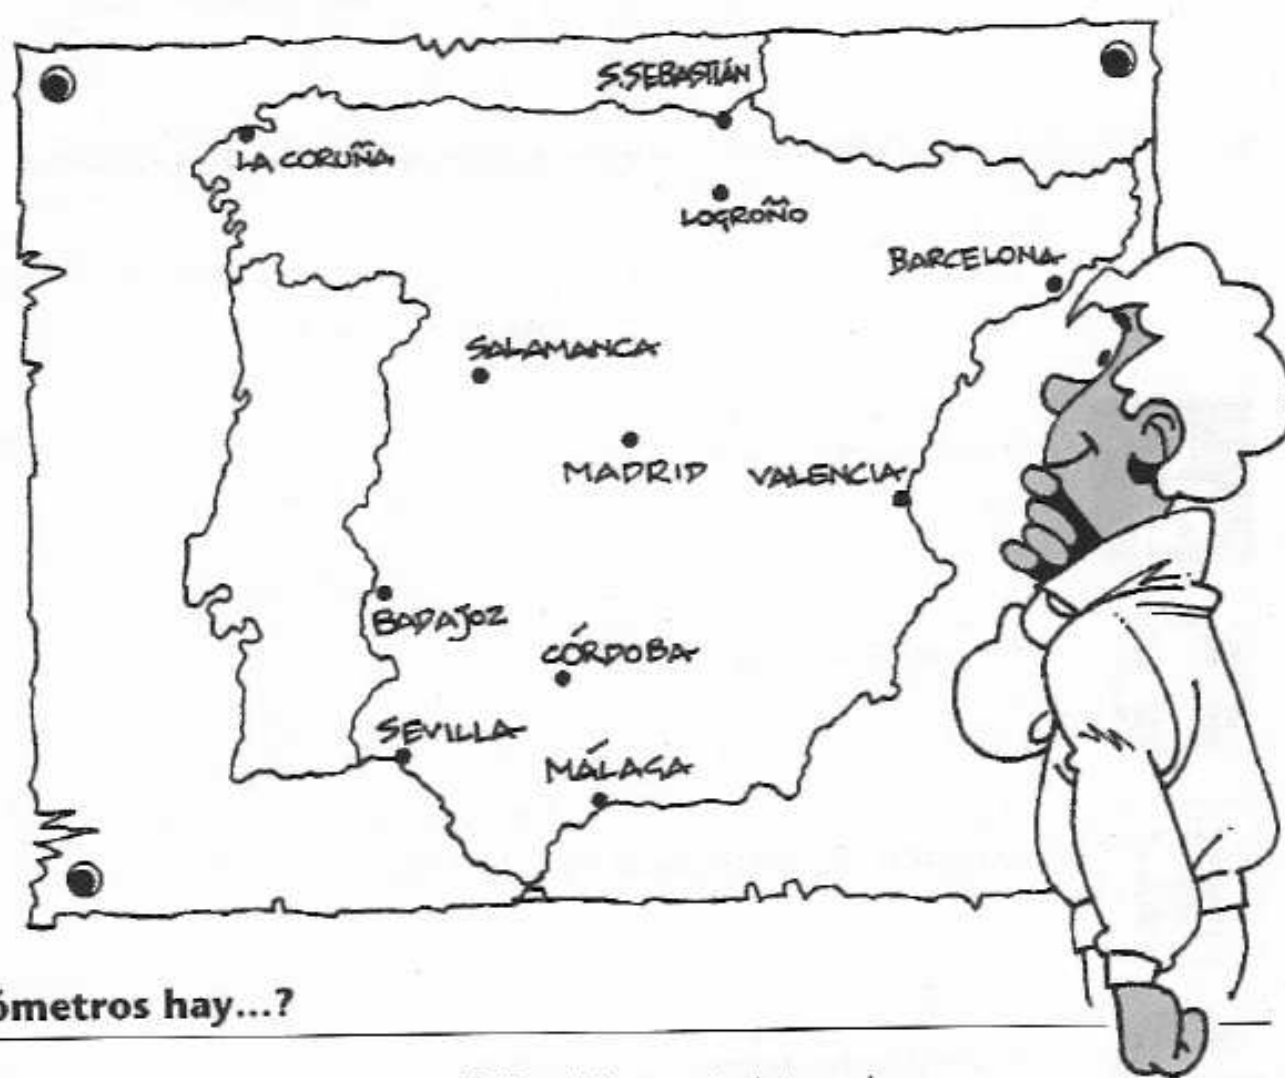 S.SEBASTIÁN
LA CORUÑA
LOGROÑO
BARCELONA
SALAMANCA
MADRID
VALENCIA
BADAJOZ
CÓRDOBA
SEVILLA
MÁLAGA
ómetros hay...?